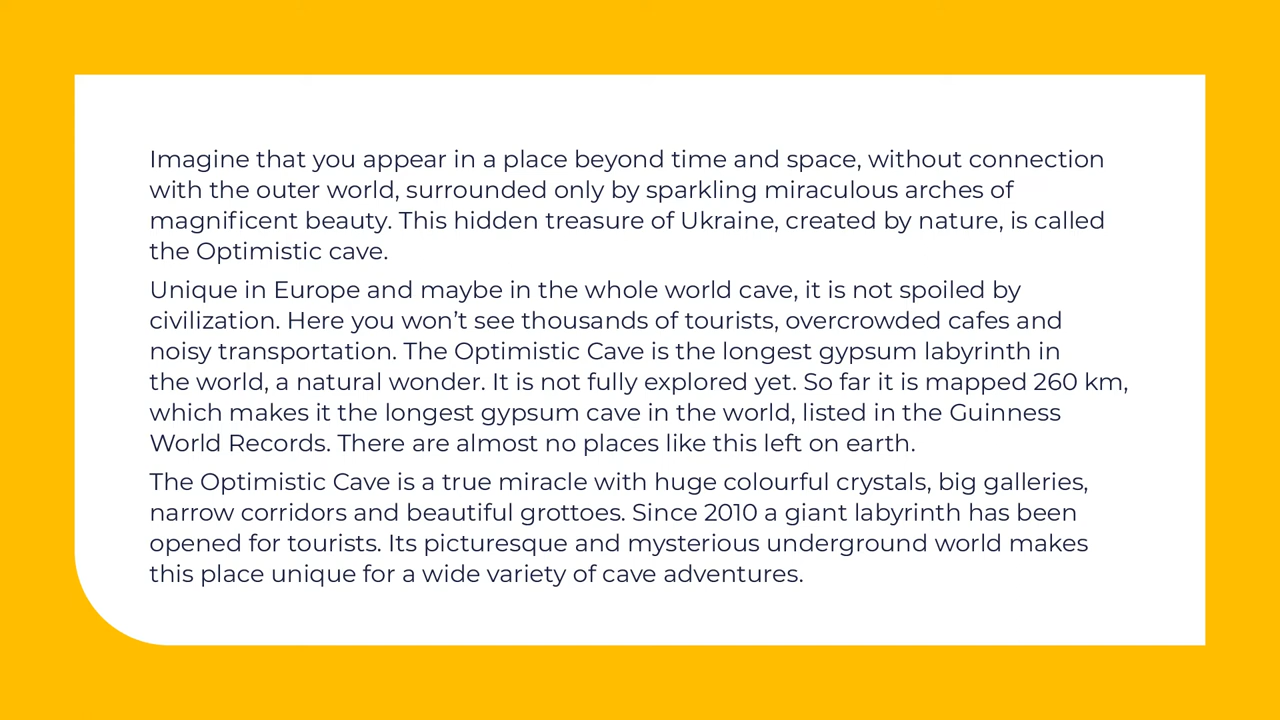 Imagine that you appear in a place beyond time and space, without connection
with the outer world, surrounded only by sparkling miraculous arches of
magnificent beauty. This hidden treasure of Ukraine, created by nature, is called
the Optimistic cave.
Unique in Europe and maybe in the whole world cave, it is not spoiled by
civilization. Here you won’t see thousands of tourists, overcrowded cafes and
noisy transportation. The Optimistic Cave is the longest gypsum labyrinth in
the world, a natural wonder. It is not fully explored yet. So far it is mapped 260 km,
which makes it the longest gypsum cave in the world, listed in the Guinness
World Records. There are almost no places like this left on earth.
The Optimistic Cave is a true miracle with huge colourful crystals, big galleries,
narrow corridors and beautiful grottoes. Since 2010 a giant labyrinth has been
opened for tourists. Its picturesque and mysterious underground world makes
this place unique for a wide variety of cave adventures.